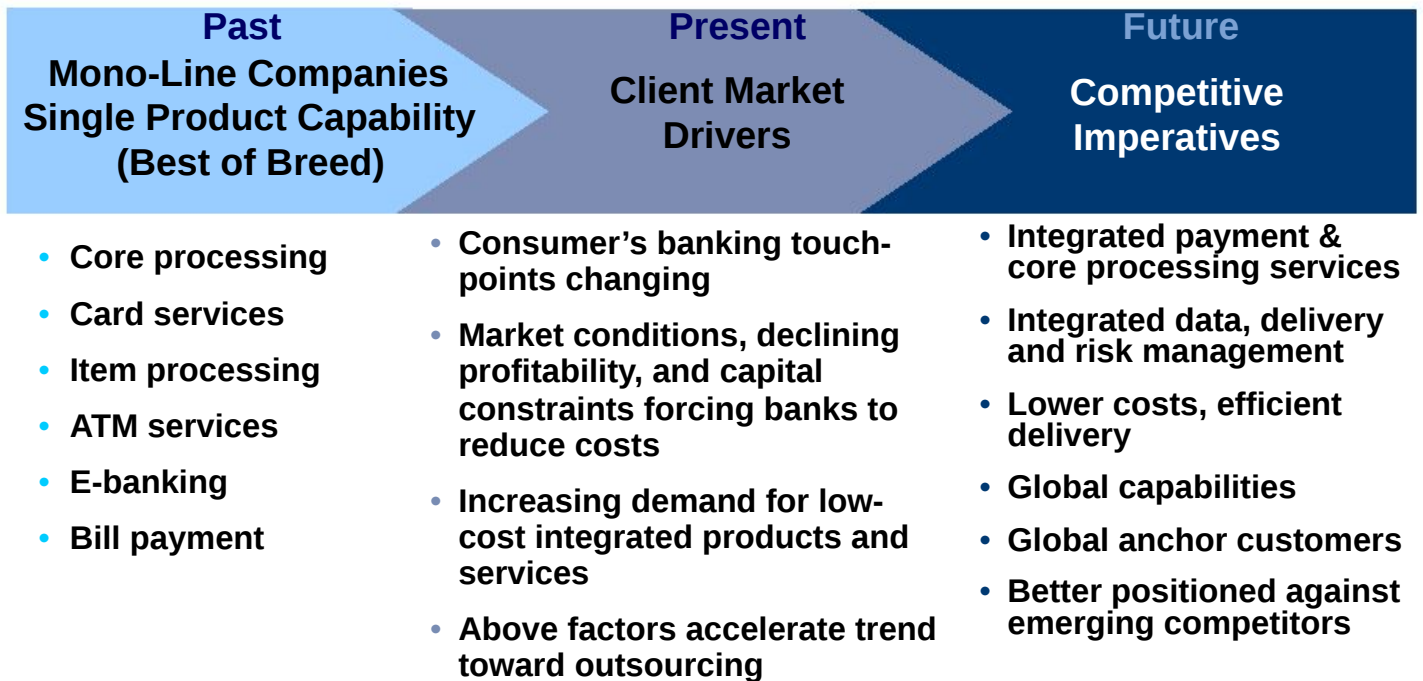 Past
Mono-Line Companies
Single Product Capability
(Best of Breed)
Present
Client Market
Drivers
Future
Competitive
Imperatives
• Core processing
• Card services
• Item processing
• ATM services
• E-banking
• Bill payment
• Consumer’s banking touch-
points changing
• Market conditions, declining
profitability, and capital
constraints forcing banks to
reduce costs
• Increasing demand for low-
cost integrated products and
services
• Above factors accelerate trend
toward outsourcing
• Integrated payment &
core processing services
• Integrated data, delivery
and risk management
• Lower costs, efficient
delivery
• Global capabilities
• Global anchor customers
• Better positioned against
emerging competitors